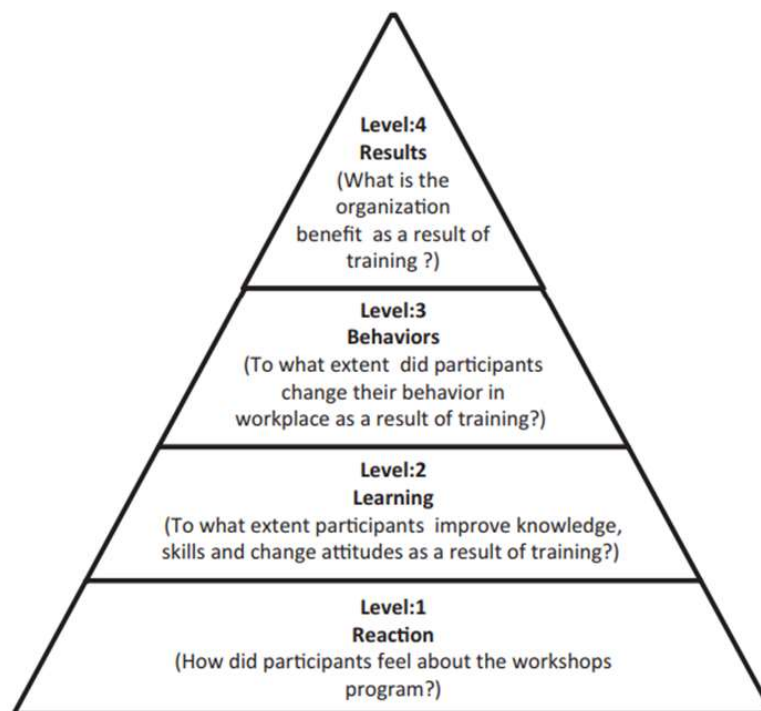 Level:4
Results
(What is the
organization
benefit as a result of
training ?)
Level:3
Behaviors
(To what extent did participants
change their behavior in
workplace as a result of training?)
Level:2
Learning
(To what extent participants improve knowledge,
skills and change attitudes as a result of training?)
Level:1
Reaction
(How did participants feel about the workshops
program?)